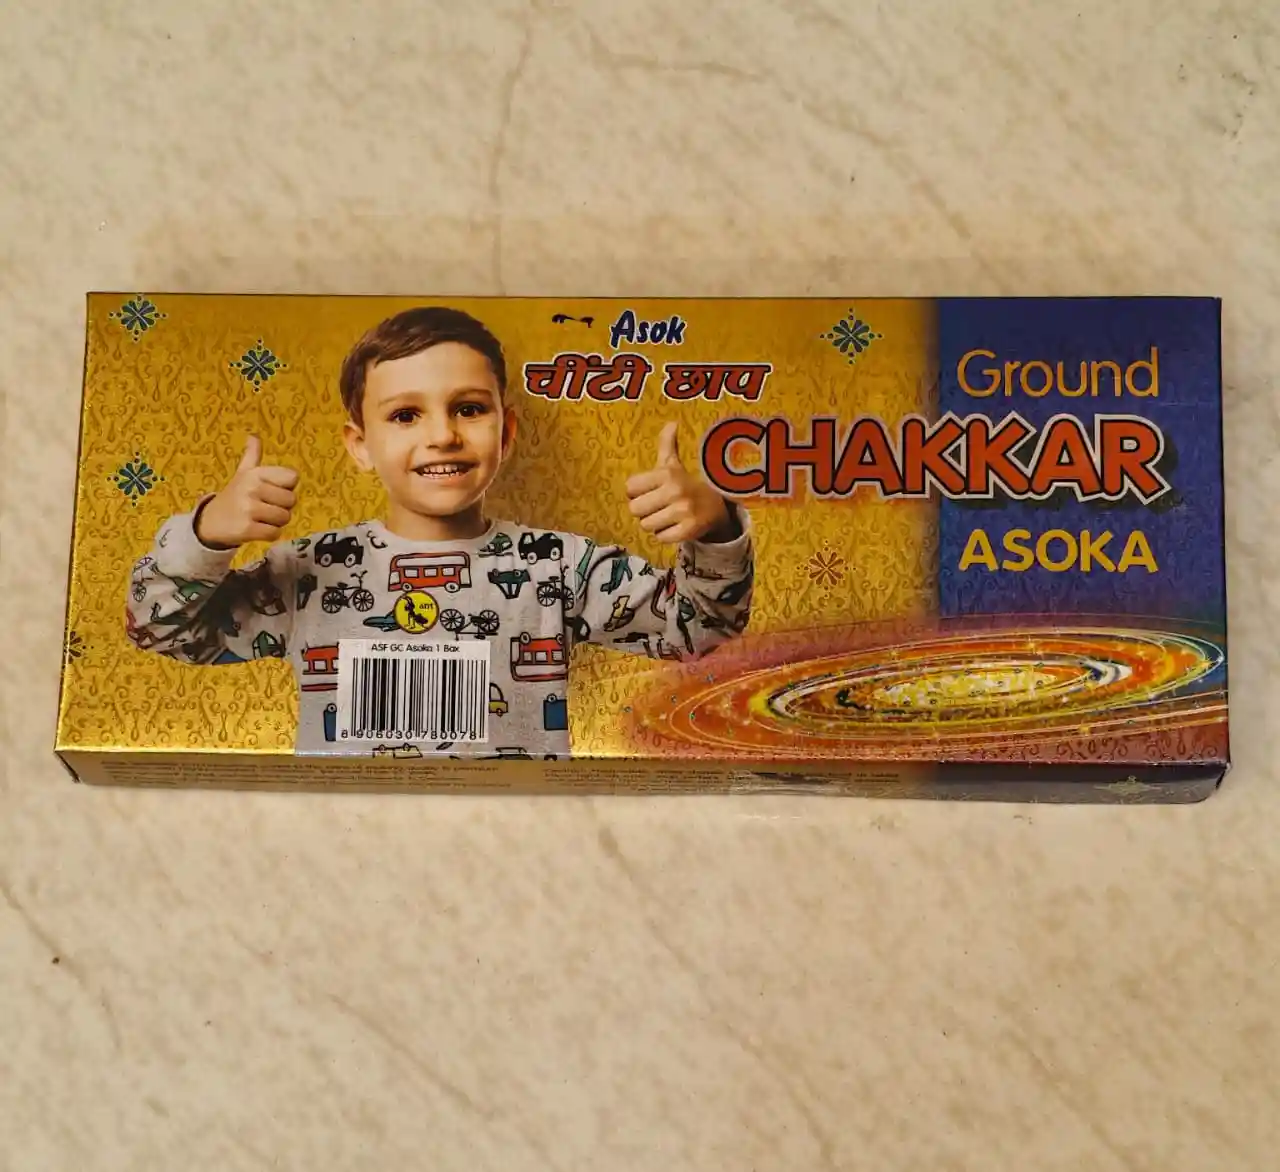 Asok
चींटी छाप
Ground
CHAKKAR
ASOKA
ant
ASF GC Asoka 1 Box
8 906030 780078